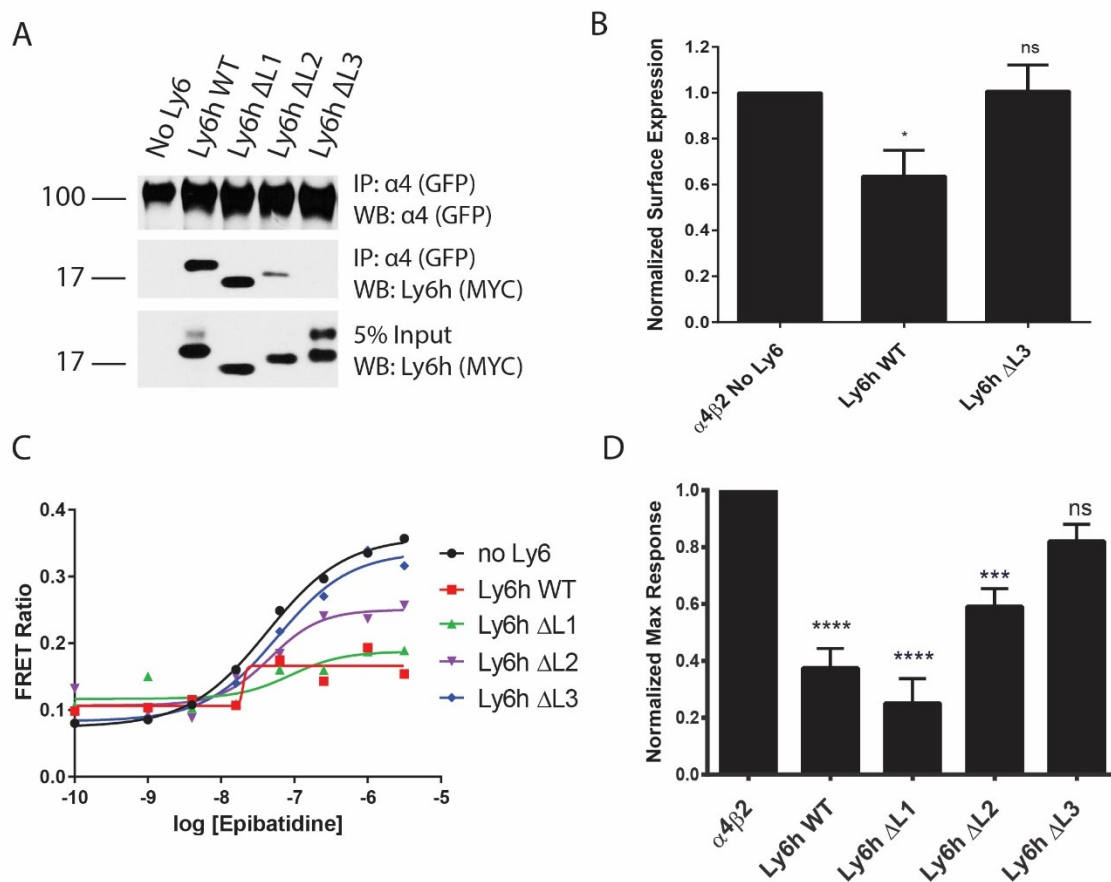 A
No Ly6
Ly6h WT
Ly6h ΔL1
Ly6h ΔL2
Ly6h ΔL3
100
IP: α4 (GFP)
WB: α4 (GFP)
17
IP: α4 (GFP)
WB: Ly6h (MYC)
17
5% Input
WB: Ly6h (MYC)
B
Normalized Surface Expression
1.2
1.0
0.8
0.6
0.4
0.2
0.0
*
ns
α4β2 No Ly6
Ly6h WT
Ly6h ΔL3
C
FRET Ratio
0.4
0.3
0.2
0.1
0.0
-10
-9
-8
-7
-6
-5
log [Epibatidine]
no Ly6
Ly6h WT
Ly6h ΔL1
Ly6h ΔL2
Ly6h ΔL3
D
Normalized Max Response
1.0
0.8
0.6
0.4
0.2
0.0
****
****
***
ns
α4β2
Ly6h WT
Ly6h ΔL1
Ly6h ΔL2
Ly6h ΔL3